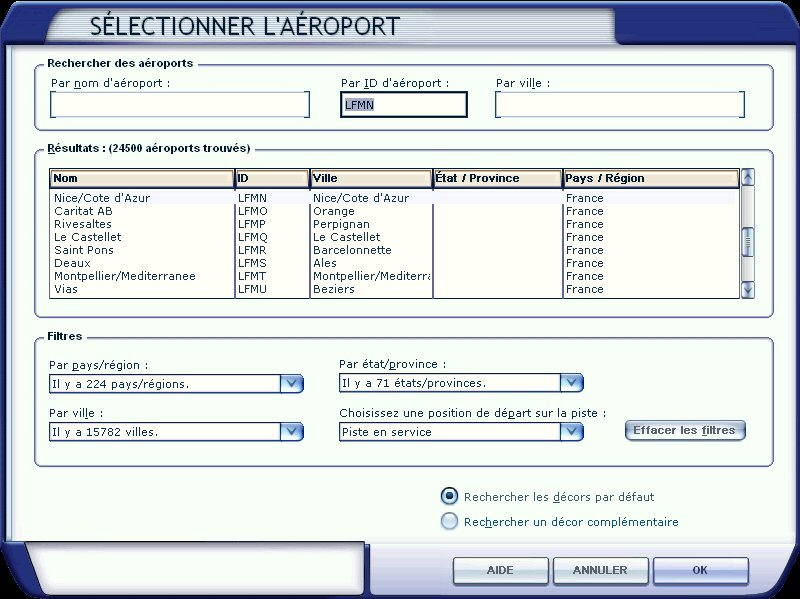 SÉLECTIONNER L'AÉROPORT
Rechercher des aéroports
Par nom d'aéroport : Par ID d'aéroport : Par ville :
LFMN
Résultats : (24500 aéroports trouvés)
Nom ID Ville État / Province Pays / Région
Nice/Cote d'Azur LFMN Nice/Cote d'Azur France
Caritat AB LFMO Orange France
Rivesaltes LFMP Perpignan France
Le Castellet LFMQ Le Castellet France
Saint Pons LFMR Barcelonnette France
Deaux LFMS Ales France
Montpellier/Mediterranee LFMT Montpellier/Mediterra France
Vias LFMU Beziers France
Filtres
Par pays/région : Par état/province :
Il y a 224 pays/régions. Il y a 71 états/provinces.
Par ville : Choisissez une position de départ sur la piste :
Il y a 15782 villes. Piste en service Effacer les filtres
Rechercher les décors par défaut
Rechercher un décor complémentaire
AIDE ANNULER OK